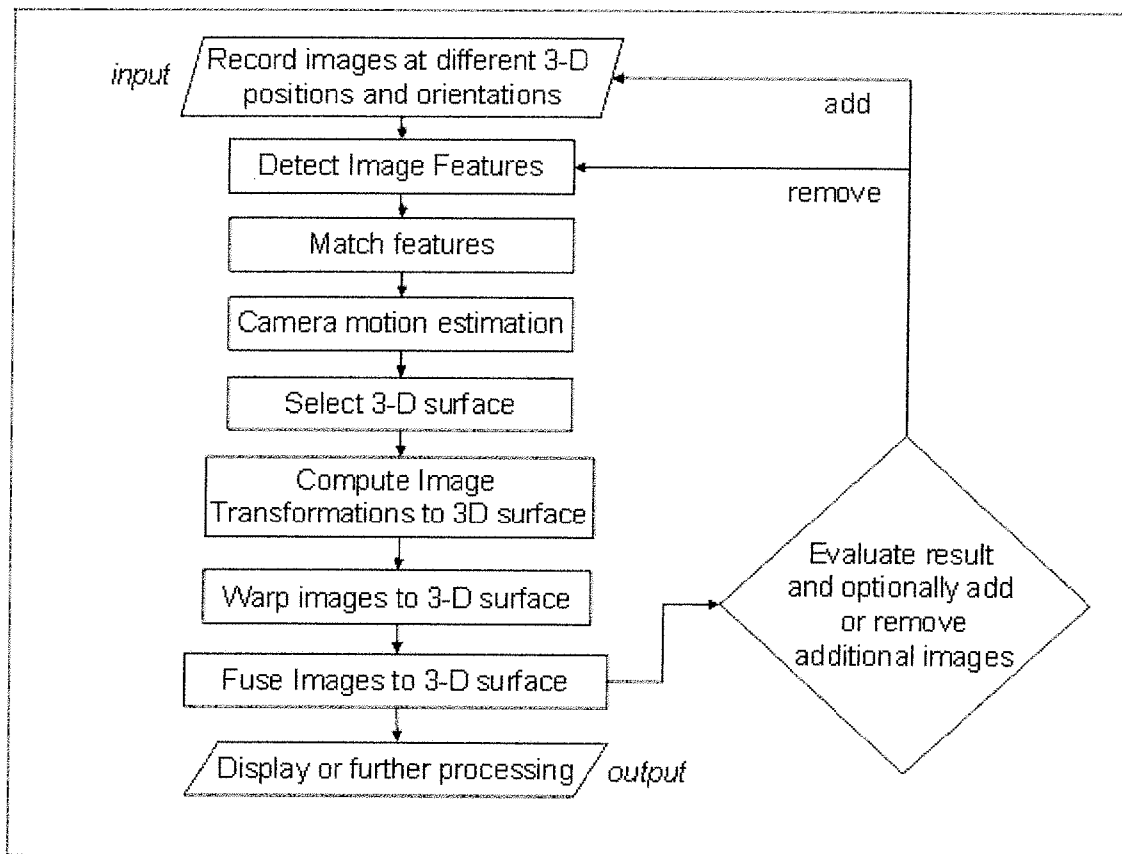 input
Record images at different 3-D
positions and orientations
add
Detect Image Features
remove
Match features
Camera motion estimation
Select 3-D surface
Compute Image
Transformations to 3D surface
Warp images to 3-D surface
Fuse Images to 3-D surface
Evaluate result
and optionally add
or remove
additional images
Display or further processing
output